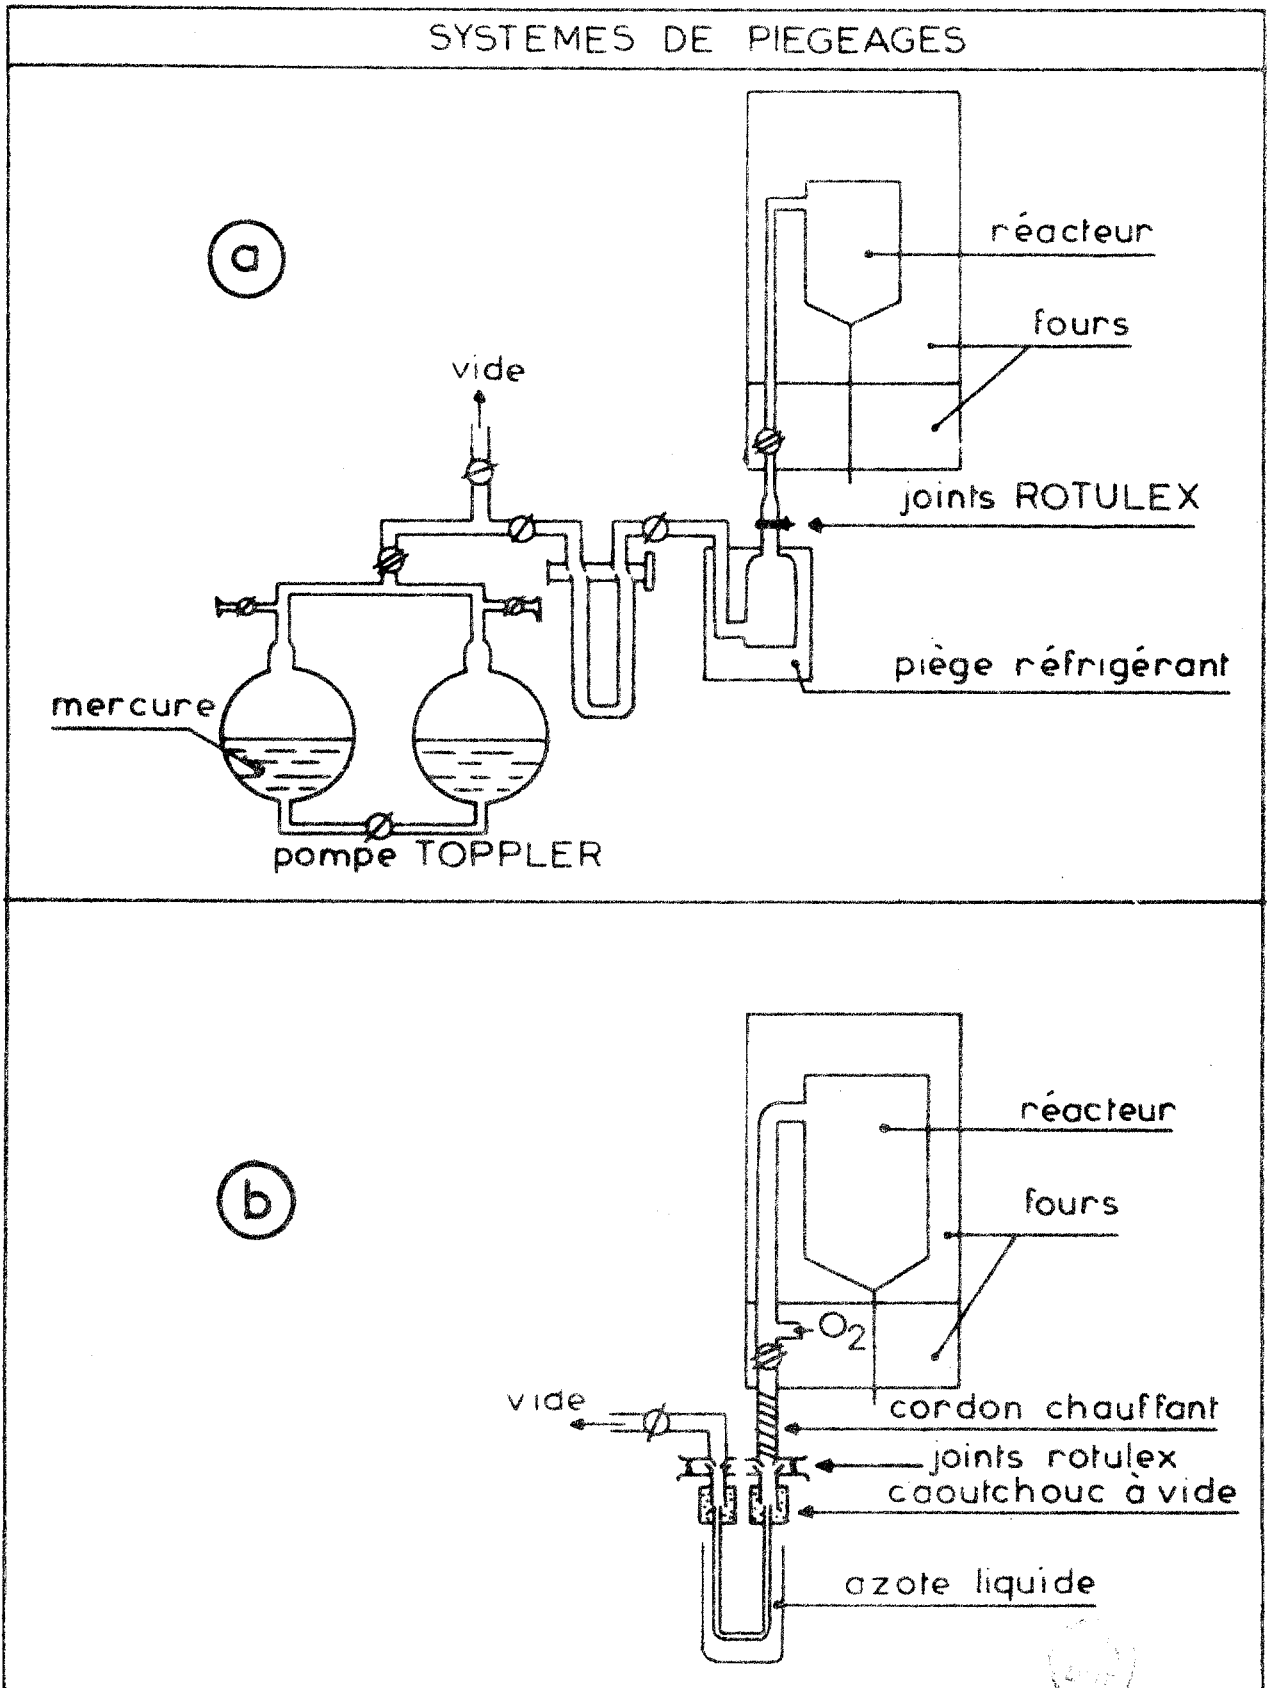 SYSTEMES DE PIEGEAGES
a
réacteur
fours
vide
joints ROTULEX
piège réfrigérant
mercure
pompe TOPPLER
b
réacteur
fours
O2
vide
cordon chauffant
joints rotulex
caoutchouc à vide
azote liquide